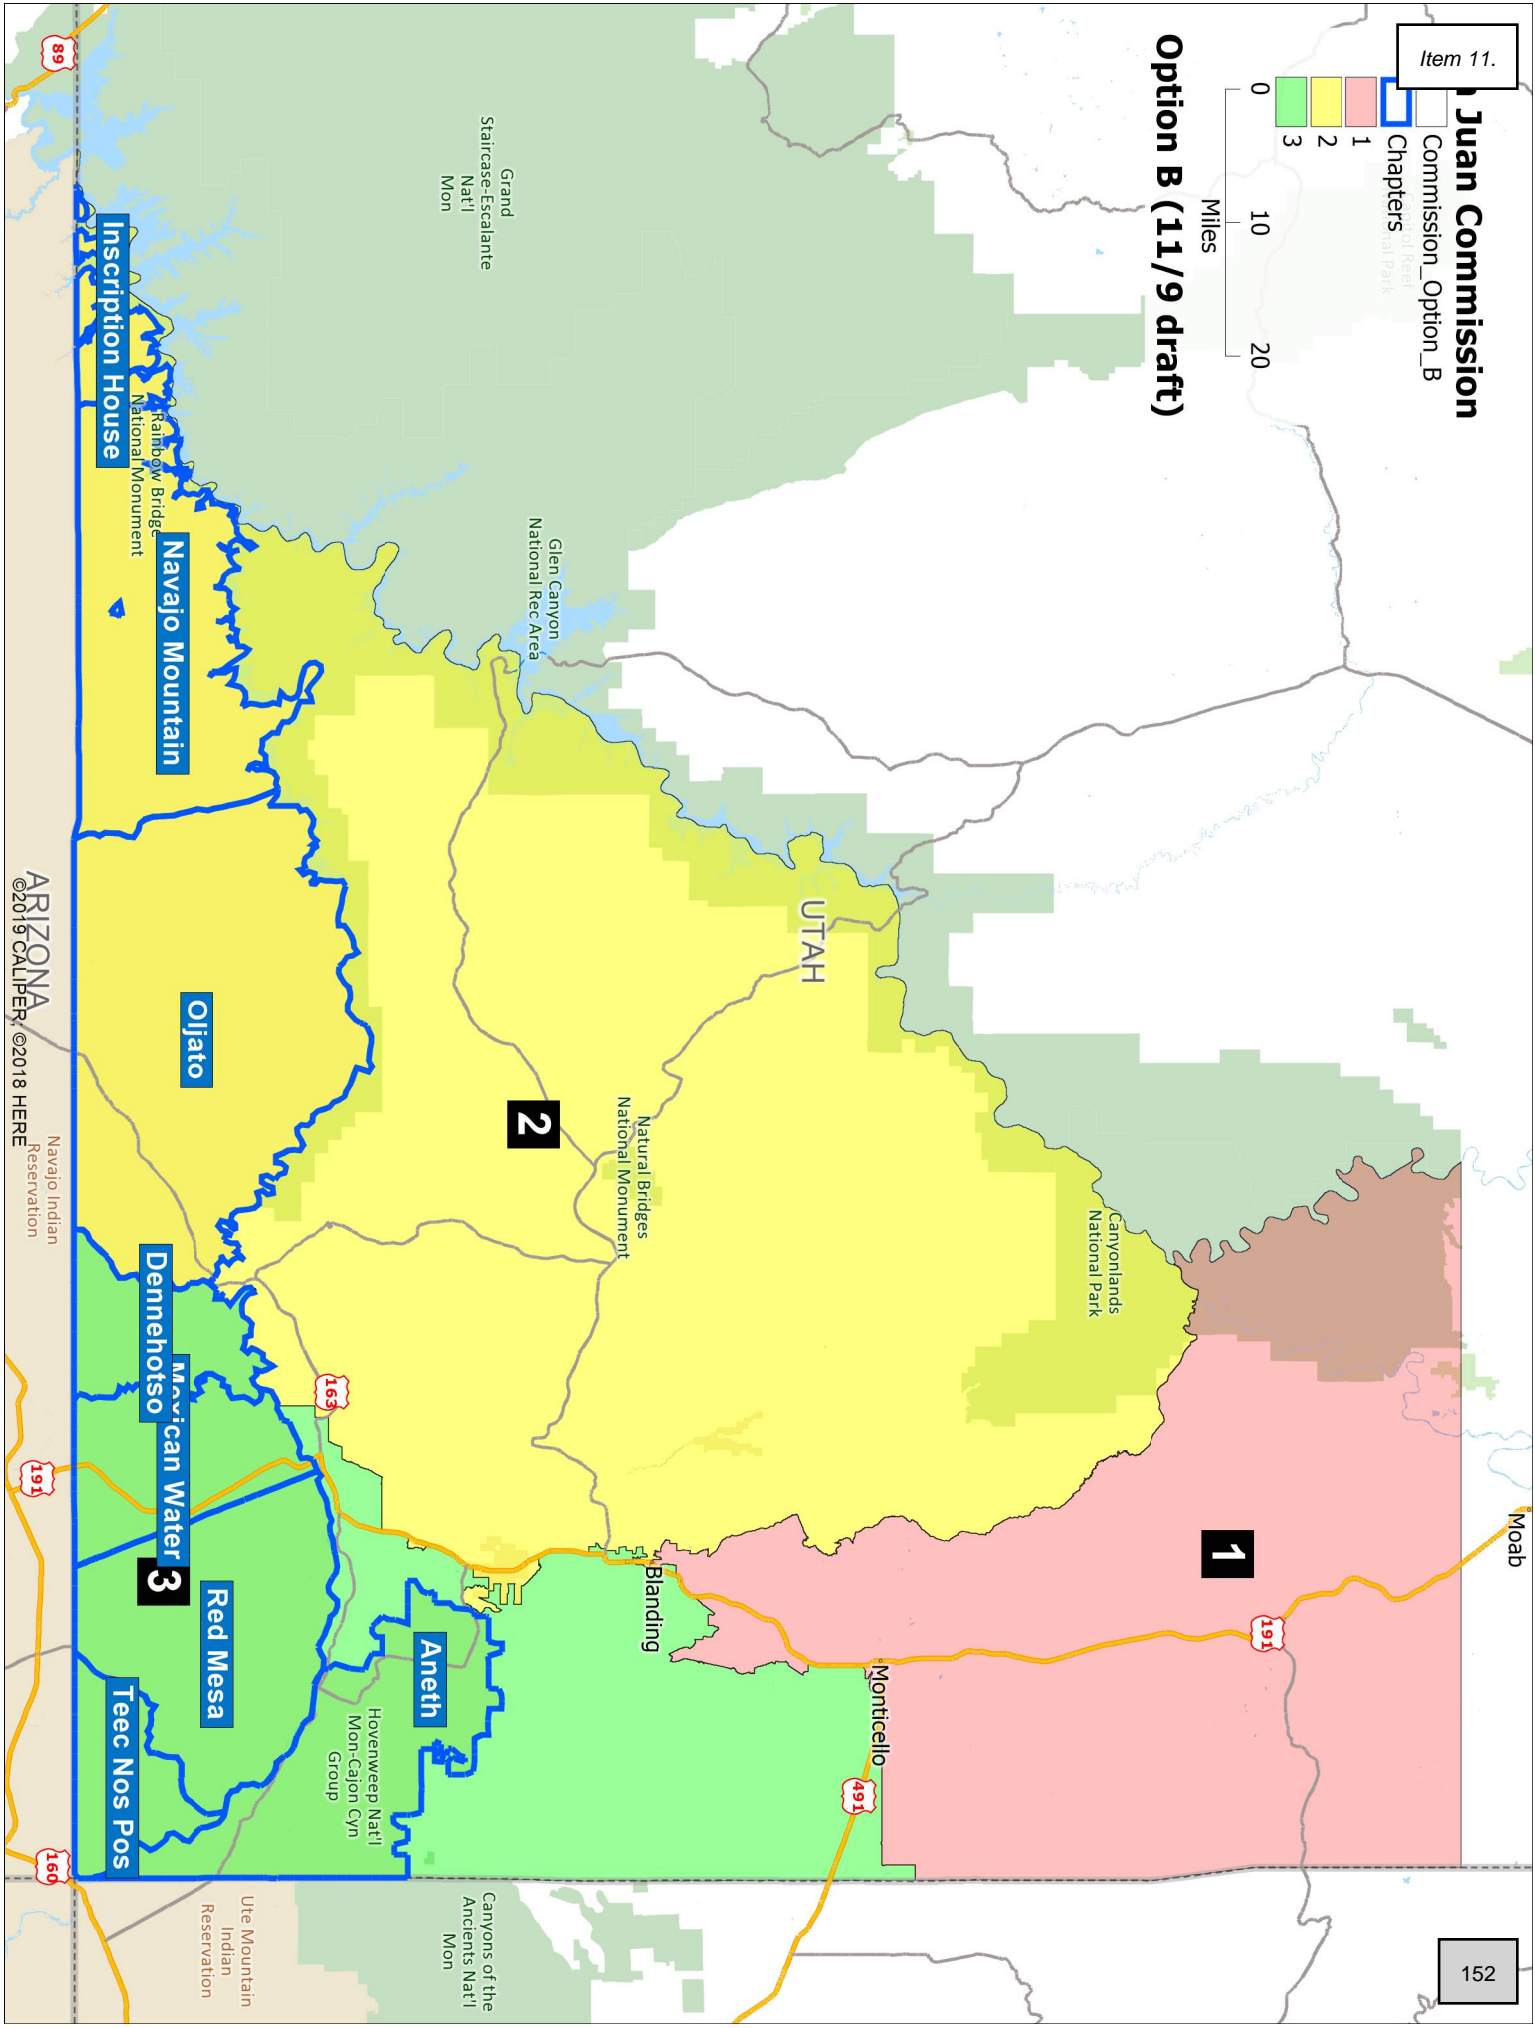 Item 11.
Juan Commission
Commission_Option_B
Chapters
1
2
3
0
10
20
Miles
Option B (11/9 draft)
Capitol Reef
National Park
Grand
Staircase-Escalante
Nat'l
Mon
Glen Canyon
National Rec Area
UTAH
Canyonlands
National Park
Natural Bridges
National Monument
Rainbow Bridge
National Monument
Moab
1
191
Monticello
491
Blanding
2
163
Inscription House
Navajo Mountain
Oljato
Dennehotso
Mexican Water
3
Red Mesa
Aneth
Teec Nos Pos
Hovenweep Nat'l
Mon-Cajon Cyn
Group
Canyons of the
Ancients Nat'l
Mon
Ute Mountain
Indian
Reservation
Navajo Indian
Reservation
ARIZONA
©2019 CALIPER; ©2018 HERE
89
191
160
152